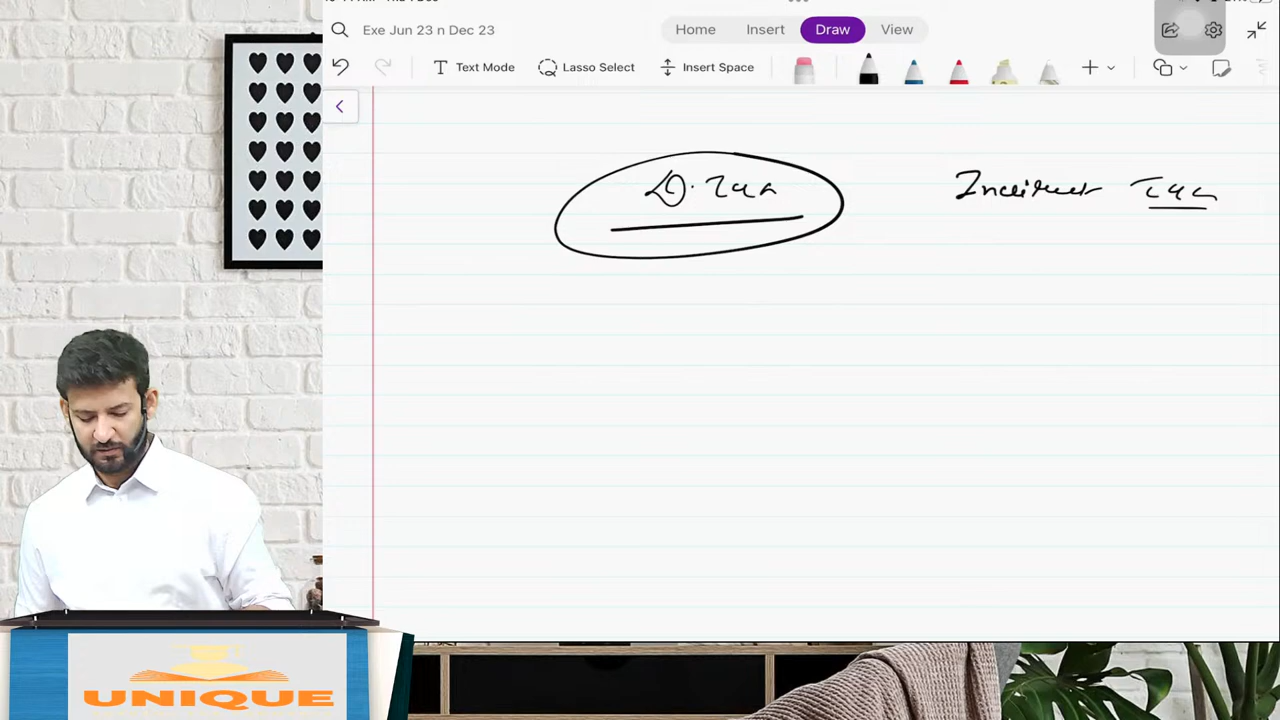 Exe Jun 23 n Dec 23
Home Insert Draw View
Text Mode Lasso Select Insert Space
D. Tax Indirect Tax
UNIQUE